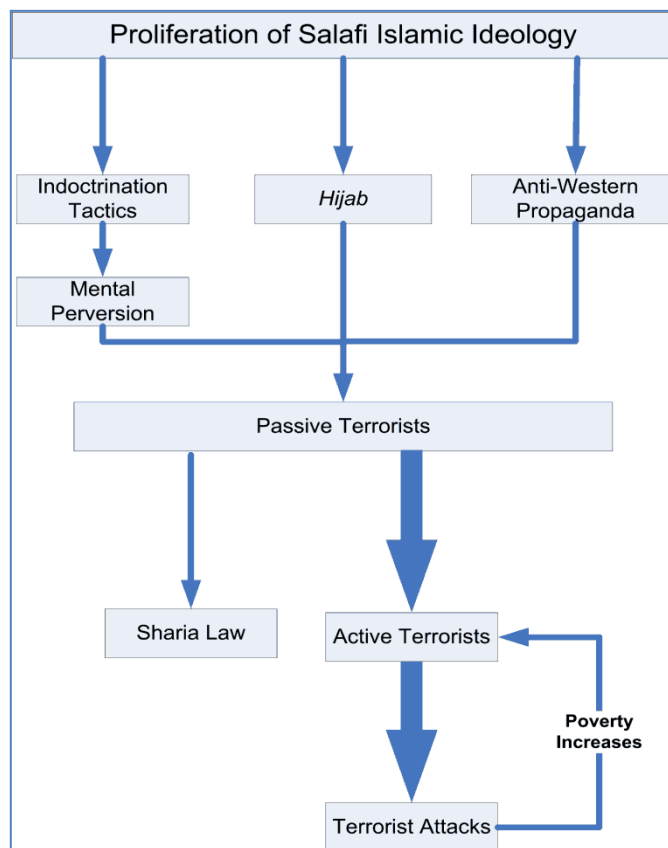 Proliferation of Salafi Islamic Ideology
Indoctrination
Tactics
Hijab
Anti-Western
Propaganda
Mental
Perversion
Passive Terrorists
Sharia Law
Active Terrorists
Poverty
Increases
Terrorist Attacks